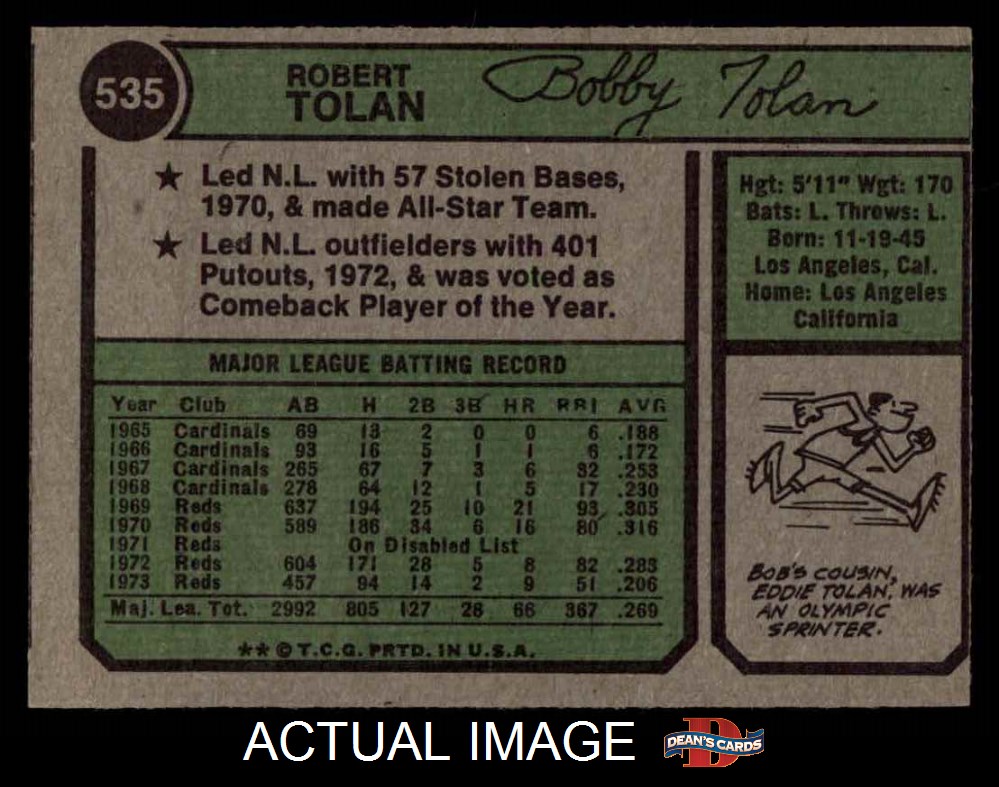 535
ROBERT
TOLAN
Bobby Tolan
★ Led N.L. with 57 Stolen Bases,
1970, & made All-Star Team.
★ Led N.L. outfielders with 401
Putouts, 1972, & was voted as
Comeback Player of the Year.
MAJOR LEAGUE BATTING RECORD
Year Club AB H 2B 3B HR RBI AVG
1965 Cardinals 69 13 2 0 0 6 .188
1966 Cardinals 93 16 5 1 1 6 .172
1967 Cardinals 265 67 7 3 6 32 .253
1968 Cardinals 278 64 12 1 5 17 .230
1969 Reds 637 194 25 10 21 93 .305
1970 Reds 589 186 34 6 16 80 .316
1971 Reds On Disabled List
1972 Reds 604 171 28 5 8 82 .283
1973 Reds 457 94 14 2 9 51 .206
Maj. Lea. Tot. 2992 805 127 28 66 367 .269
★★ © T.C.G. PRTD. IN U.S.A.
Hgt: 5'11" Wgt: 170
Bats: L. Throws: L.
Born: 11-19-45
Los Angeles, Cal.
Home: Los Angeles
California
BOB'S COUSIN,
EDDIE TOLAN, WAS
AN OLYMPIC
SPRINTER.
ACTUAL IMAGE
DEAN'S CARDS